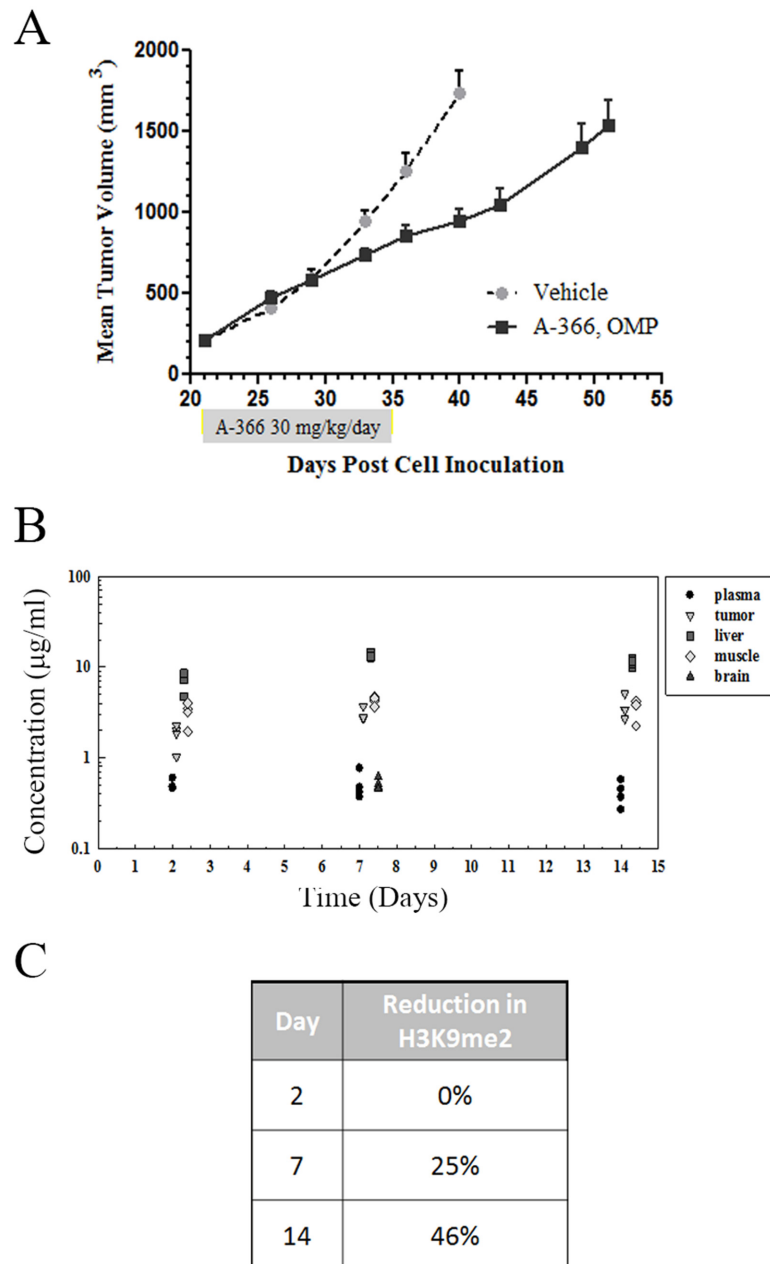 A
2000
1500
1000
500
0
Mean Tumor Volume (mm 3)
Vehicle
A-366, OMP
20 25 30 35 40 45 50 55
A-366 30 mg/kg/day
Days Post Cell Inoculation
B
100
10
1
0.1
Concentration (µg/ml)
plasma
tumor
liver
muscle
brain
0 1 2 3 4 5 6 7 8 9 10 11 12 13 14 15
Time (Days)
C
Day Reduction in
H3K9me2
2 0%
7 25%
14 46%